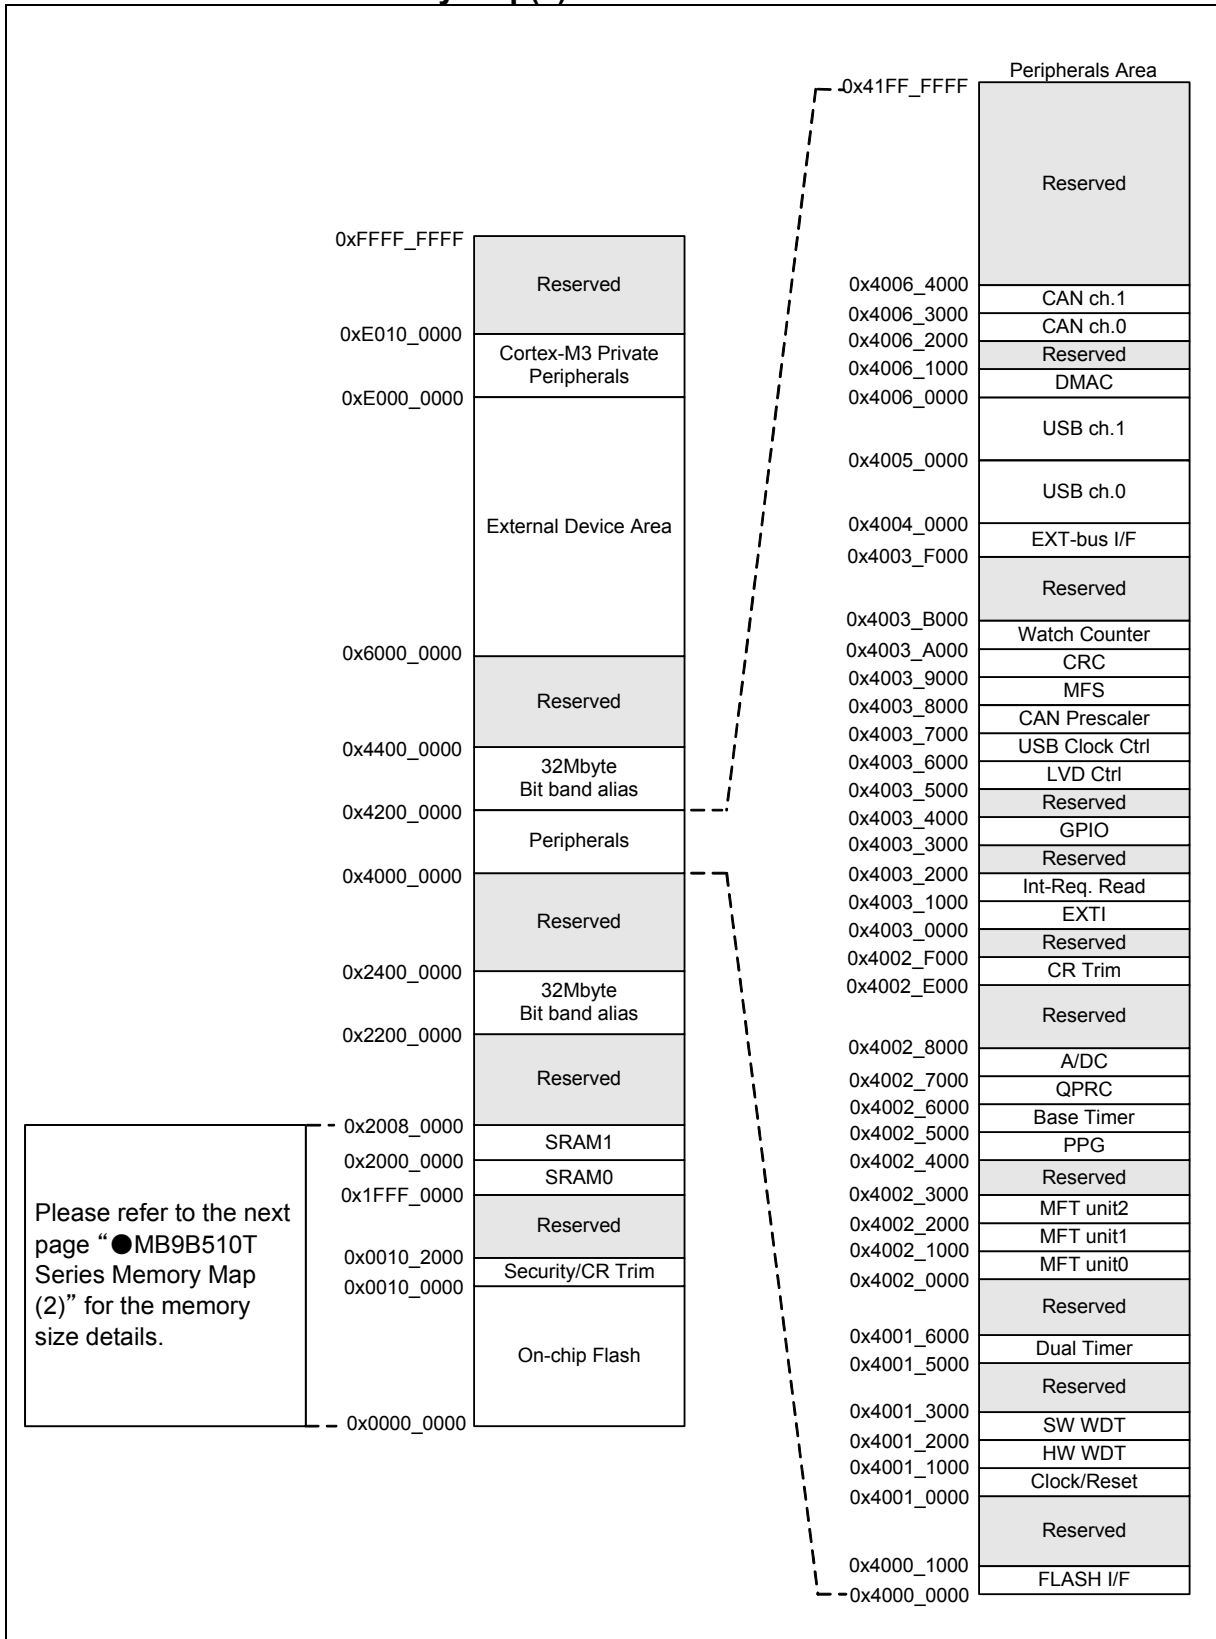 0xFFFF_FFFF
Reserved
0xE010_0000
Cortex-M3 Private
Peripherals
0xE000_0000
External Device Area
0x6000_0000
Reserved
0x4400_0000
32Mbyte
Bit band alias
0x4200_0000
Peripherals
0x4000_0000
Reserved
0x2400_0000
32Mbyte
Bit band alias
0x2200_0000
Reserved
0x2008_0000
SRAM1
0x2000_0000
SRAM0
0x1FFF_0000
Reserved
0x0010_2000
Security/CR Trim
0x0010_0000
On-chip Flash
0x0000_0000
Please refer to the next
page “●MB9B510T
Series Memory Map
(2)” for the memory
size details.
Peripherals Area
0x41FF_FFFF
Reserved
0x4006_4000
CAN ch.1
0x4006_3000
CAN ch.0
0x4006_2000
Reserved
0x4006_1000
DMAC
0x4006_0000
USB ch.1
0x4005_0000
USB ch.0
0x4004_0000
EXT-bus I/F
0x4003_F000
Reserved
0x4003_B000
Watch Counter
0x4003_A000
CRC
0x4003_9000
MFS
0x4003_8000
CAN Prescaler
0x4003_7000
USB Clock Ctrl
0x4003_6000
LVD Ctrl
0x4003_5000
Reserved
0x4003_4000
GPIO
0x4003_3000
Reserved
0x4003_2000
Int-Req. Read
0x4003_1000
EXTI
0x4003_0000
Reserved
0x4002_F000
CR Trim
0x4002_E000
Reserved
0x4002_8000
A/DC
0x4002_7000
QPRC
0x4002_6000
Base Timer
0x4002_5000
PPG
0x4002_4000
Reserved
0x4002_3000
MFT unit2
0x4002_2000
MFT unit1
0x4002_1000
MFT unit0
0x4002_0000
Reserved
0x4001_6000
Dual Timer
0x4001_5000
Reserved
0x4001_3000
SW WDT
0x4001_2000
HW WDT
0x4001_1000
Clock/Reset
0x4001_0000
Reserved
0x4000_1000
FLASH I/F
0x4000_0000